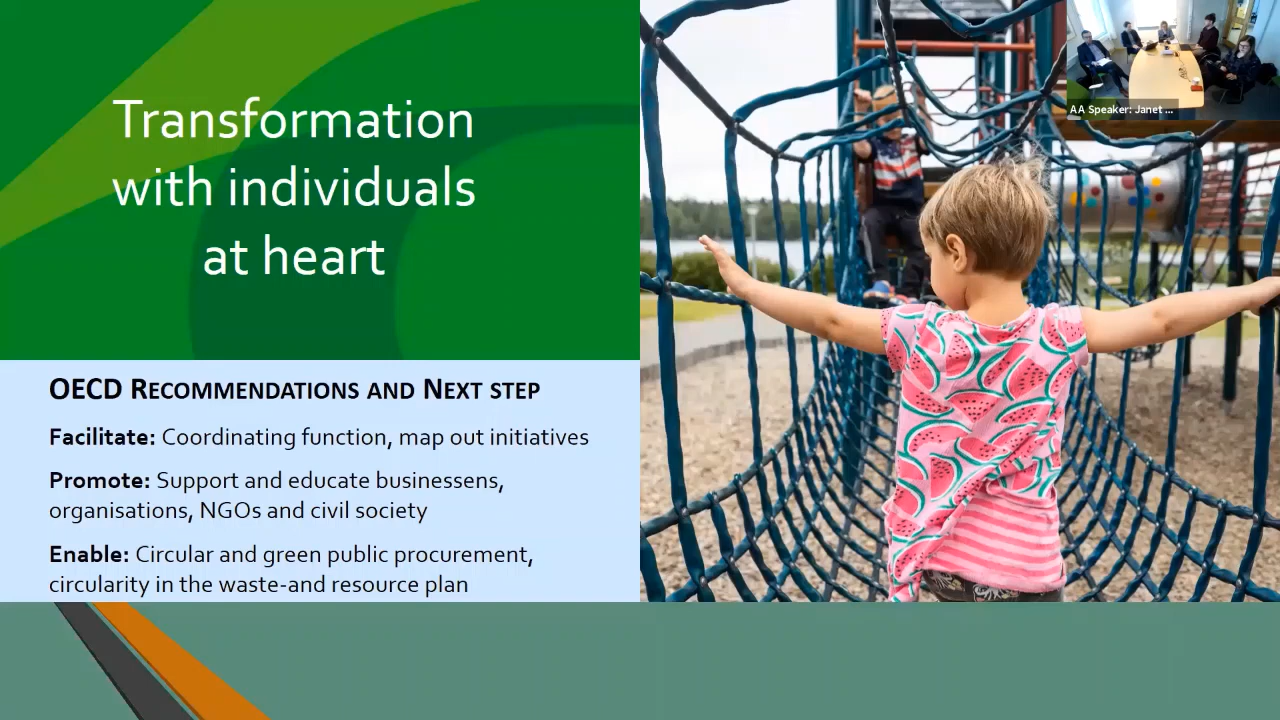 Transformation
with individuals
at heart
OECD RECOMMENDATIONS AND NEXT STEP
Facilitate: Coordinating function, map out initiatives
Promote: Support and educate businessens,
organisations, NGOs and civil society
Enable: Circular and green public procurement,
circularity in the waste-and resource plan
AA Speaker: Janet ...